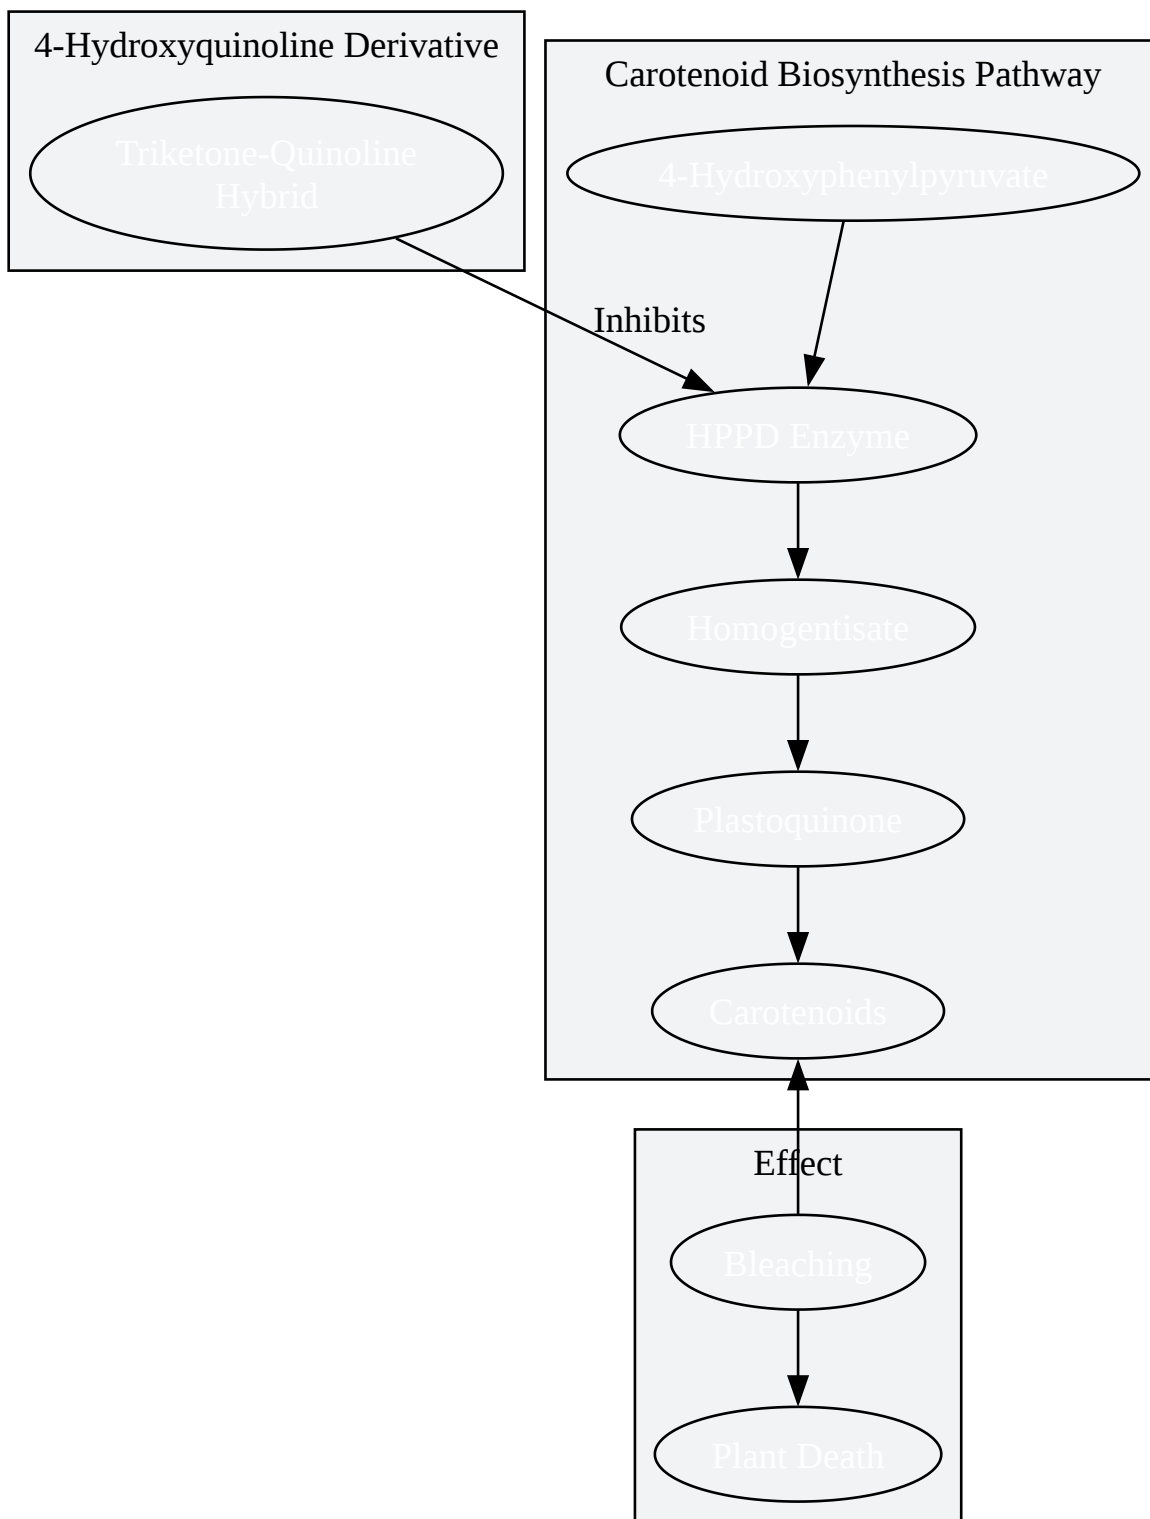 4-Hydroxyquinoline Derivative
Triketone-Quinoline
Hybrid
Carotenoid Biosynthesis Pathway
4-Hydroxyphenylpyruvate
Inhibits
HPPD Enzyme
Homogentisate
Plastoquinone
Carotenoids
Effect
Bleaching
Plant Death